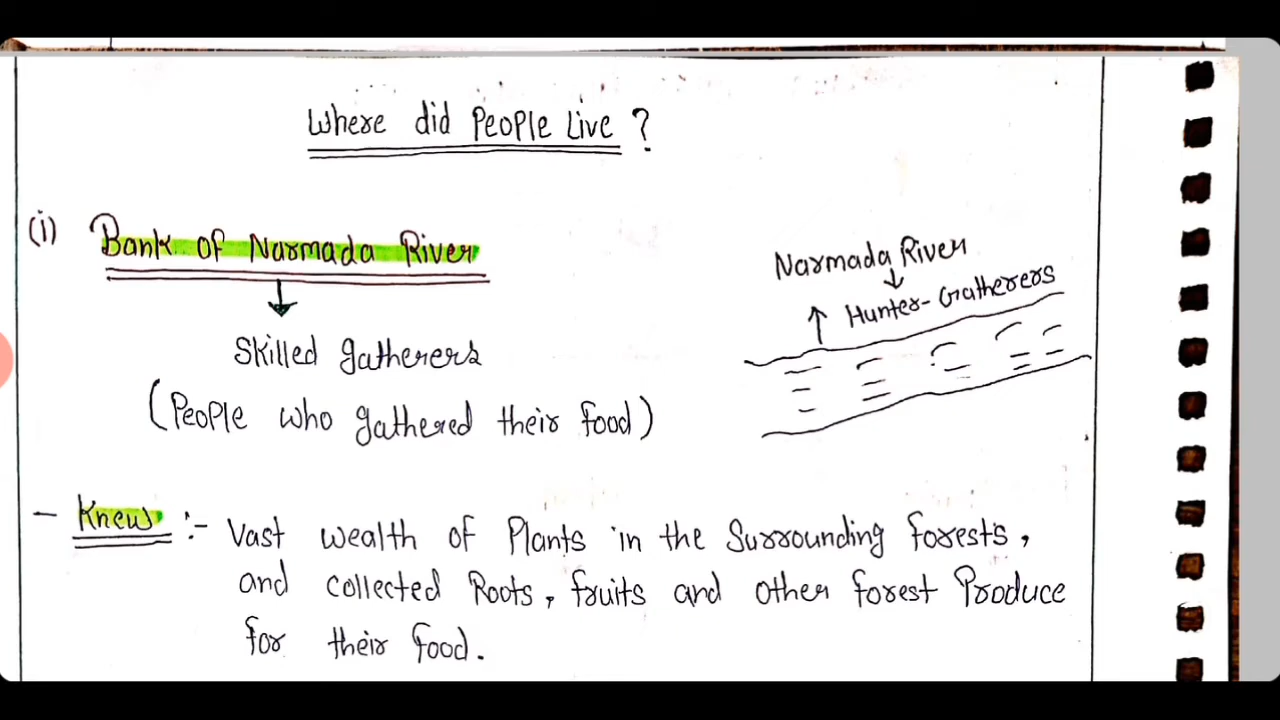 Where did People Live ?
(i) Bank of Narmada River
Skilled gatherers
(People who gathered their food)
Narmada River
Hunter-Gatherers
- Knew :- Vast wealth of Plants in the Surrounding forests,
and collected Roots, fruits and other forest Produce
for their food.